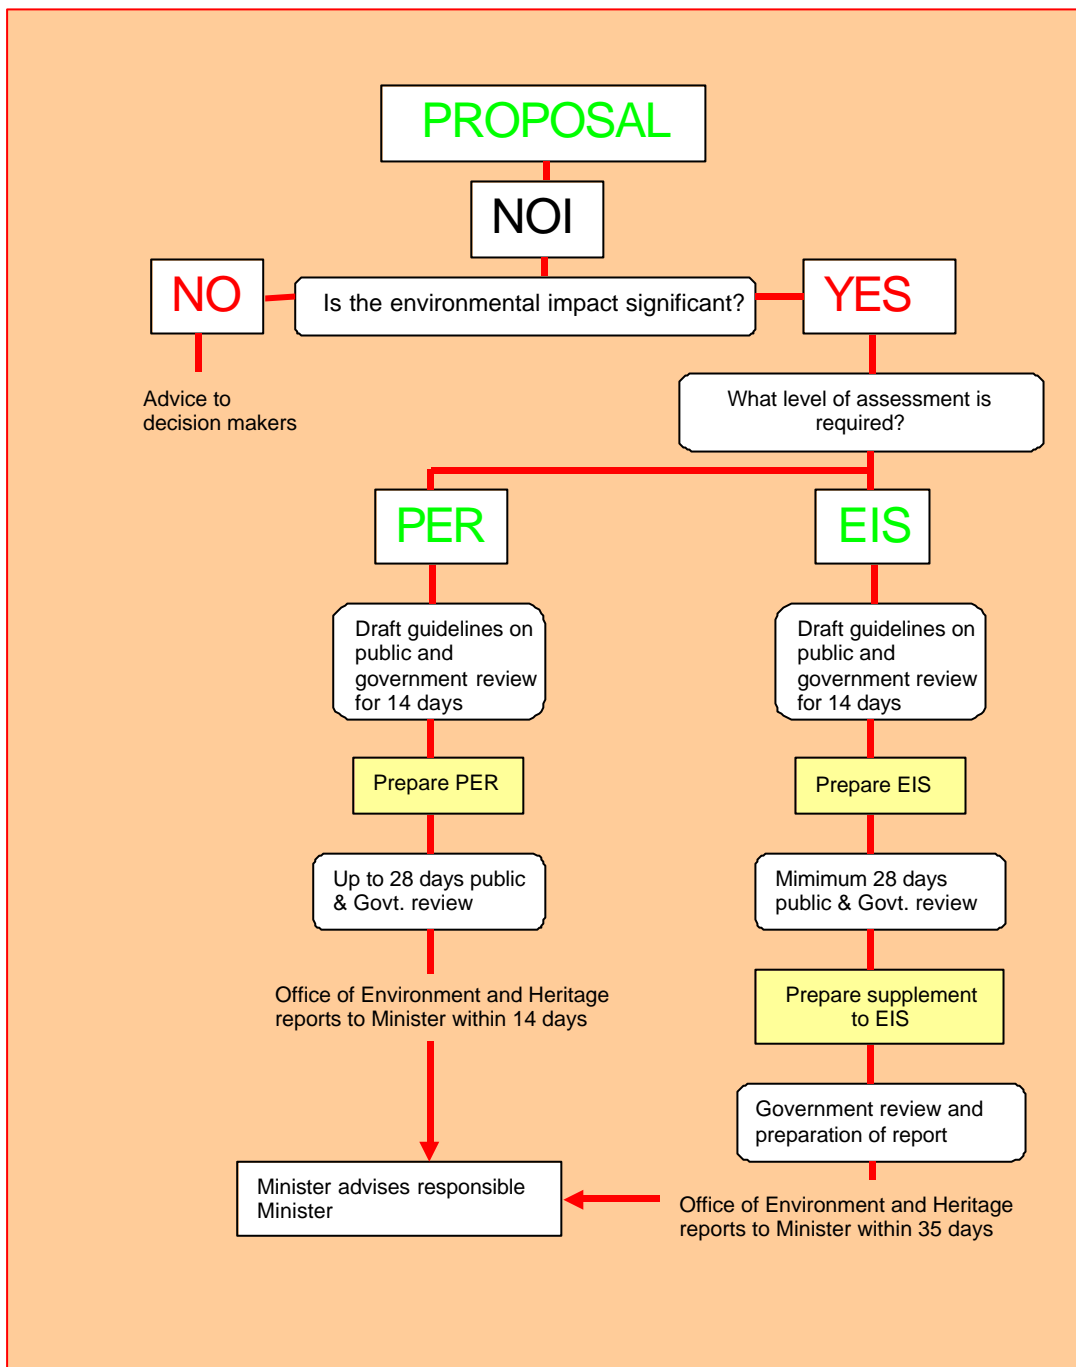 PROPOSAL
NOI
NO
Is the environmental impact significant?
YES
Advice to
decision makers
What level of assessment is
required?
PER
EIS
Draft guidelines on
public and
government review
for 14 days
Draft guidelines on
public and
government review
for 14 days
Prepare PER
Prepare EIS
Up to 28 days public
& Govt. review
Mimimum 28 days
public & Govt. review
Office of Environment and Heritage
reports to Minister within 14 days
Prepare supplement
to EIS
Government review and
preparation of report
Minister advises responsible
Minister
Office of Environment and Heritage
reports to Minister within 35 days